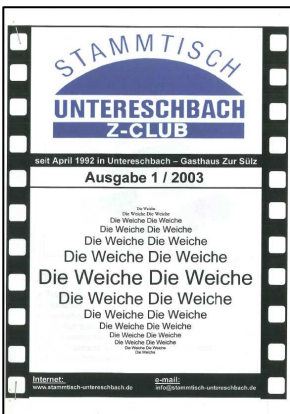 STAMMTISCH
UNTERESCHBACH
Z-CLUB
seit April 1992 in Untereschbach – Gasthaus Zur Sülz
Ausgabe 1 / 2003
Die Weiche
Die Weiche Die Weiche
Die Weiche Die Weiche
Die Weiche Die Weiche
Die Weiche Die Weiche
Die Weiche Die Weiche
Die Weiche Die Weiche
Die Weiche Die Weiche
Die Weiche Die Weiche
Die Weiche Die Weiche
Die Weiche Die Weiche
Die Weiche Die Weiche
Die Weiche Die Weiche
Die Weiche
Internet: e-mail:
www.stammtisch-untereschbach.de info@stammtisch-untereschbach.de